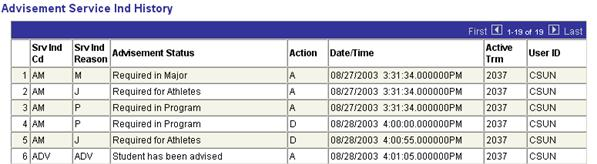 Advisement Service Ind History
First 1-19 of 19 Last
Srv Ind Cd Srv Ind Reason Advisement Status Action Date/Time Active Trm User ID
1 AM M Required in Major A 08/27/2003 3:31:34.000000PM 2037 CSUN
2 AM J Required for Athletes A 08/27/2003 3:31:34.000000PM 2037 CSUN
3 AM P Required in Program A 08/27/2003 3:31:34.000000PM 2037 CSUN
4 AM P Required in Program D 08/28/2003 4:00:00.000000PM 2037 CSUN
5 AM J Required for Athletes D 08/28/2003 4:00:55.000000PM 2037 CSUN
6 ADV ADV Student has been advised A 08/28/2003 4:01:05.000000PM 2037 CSUN